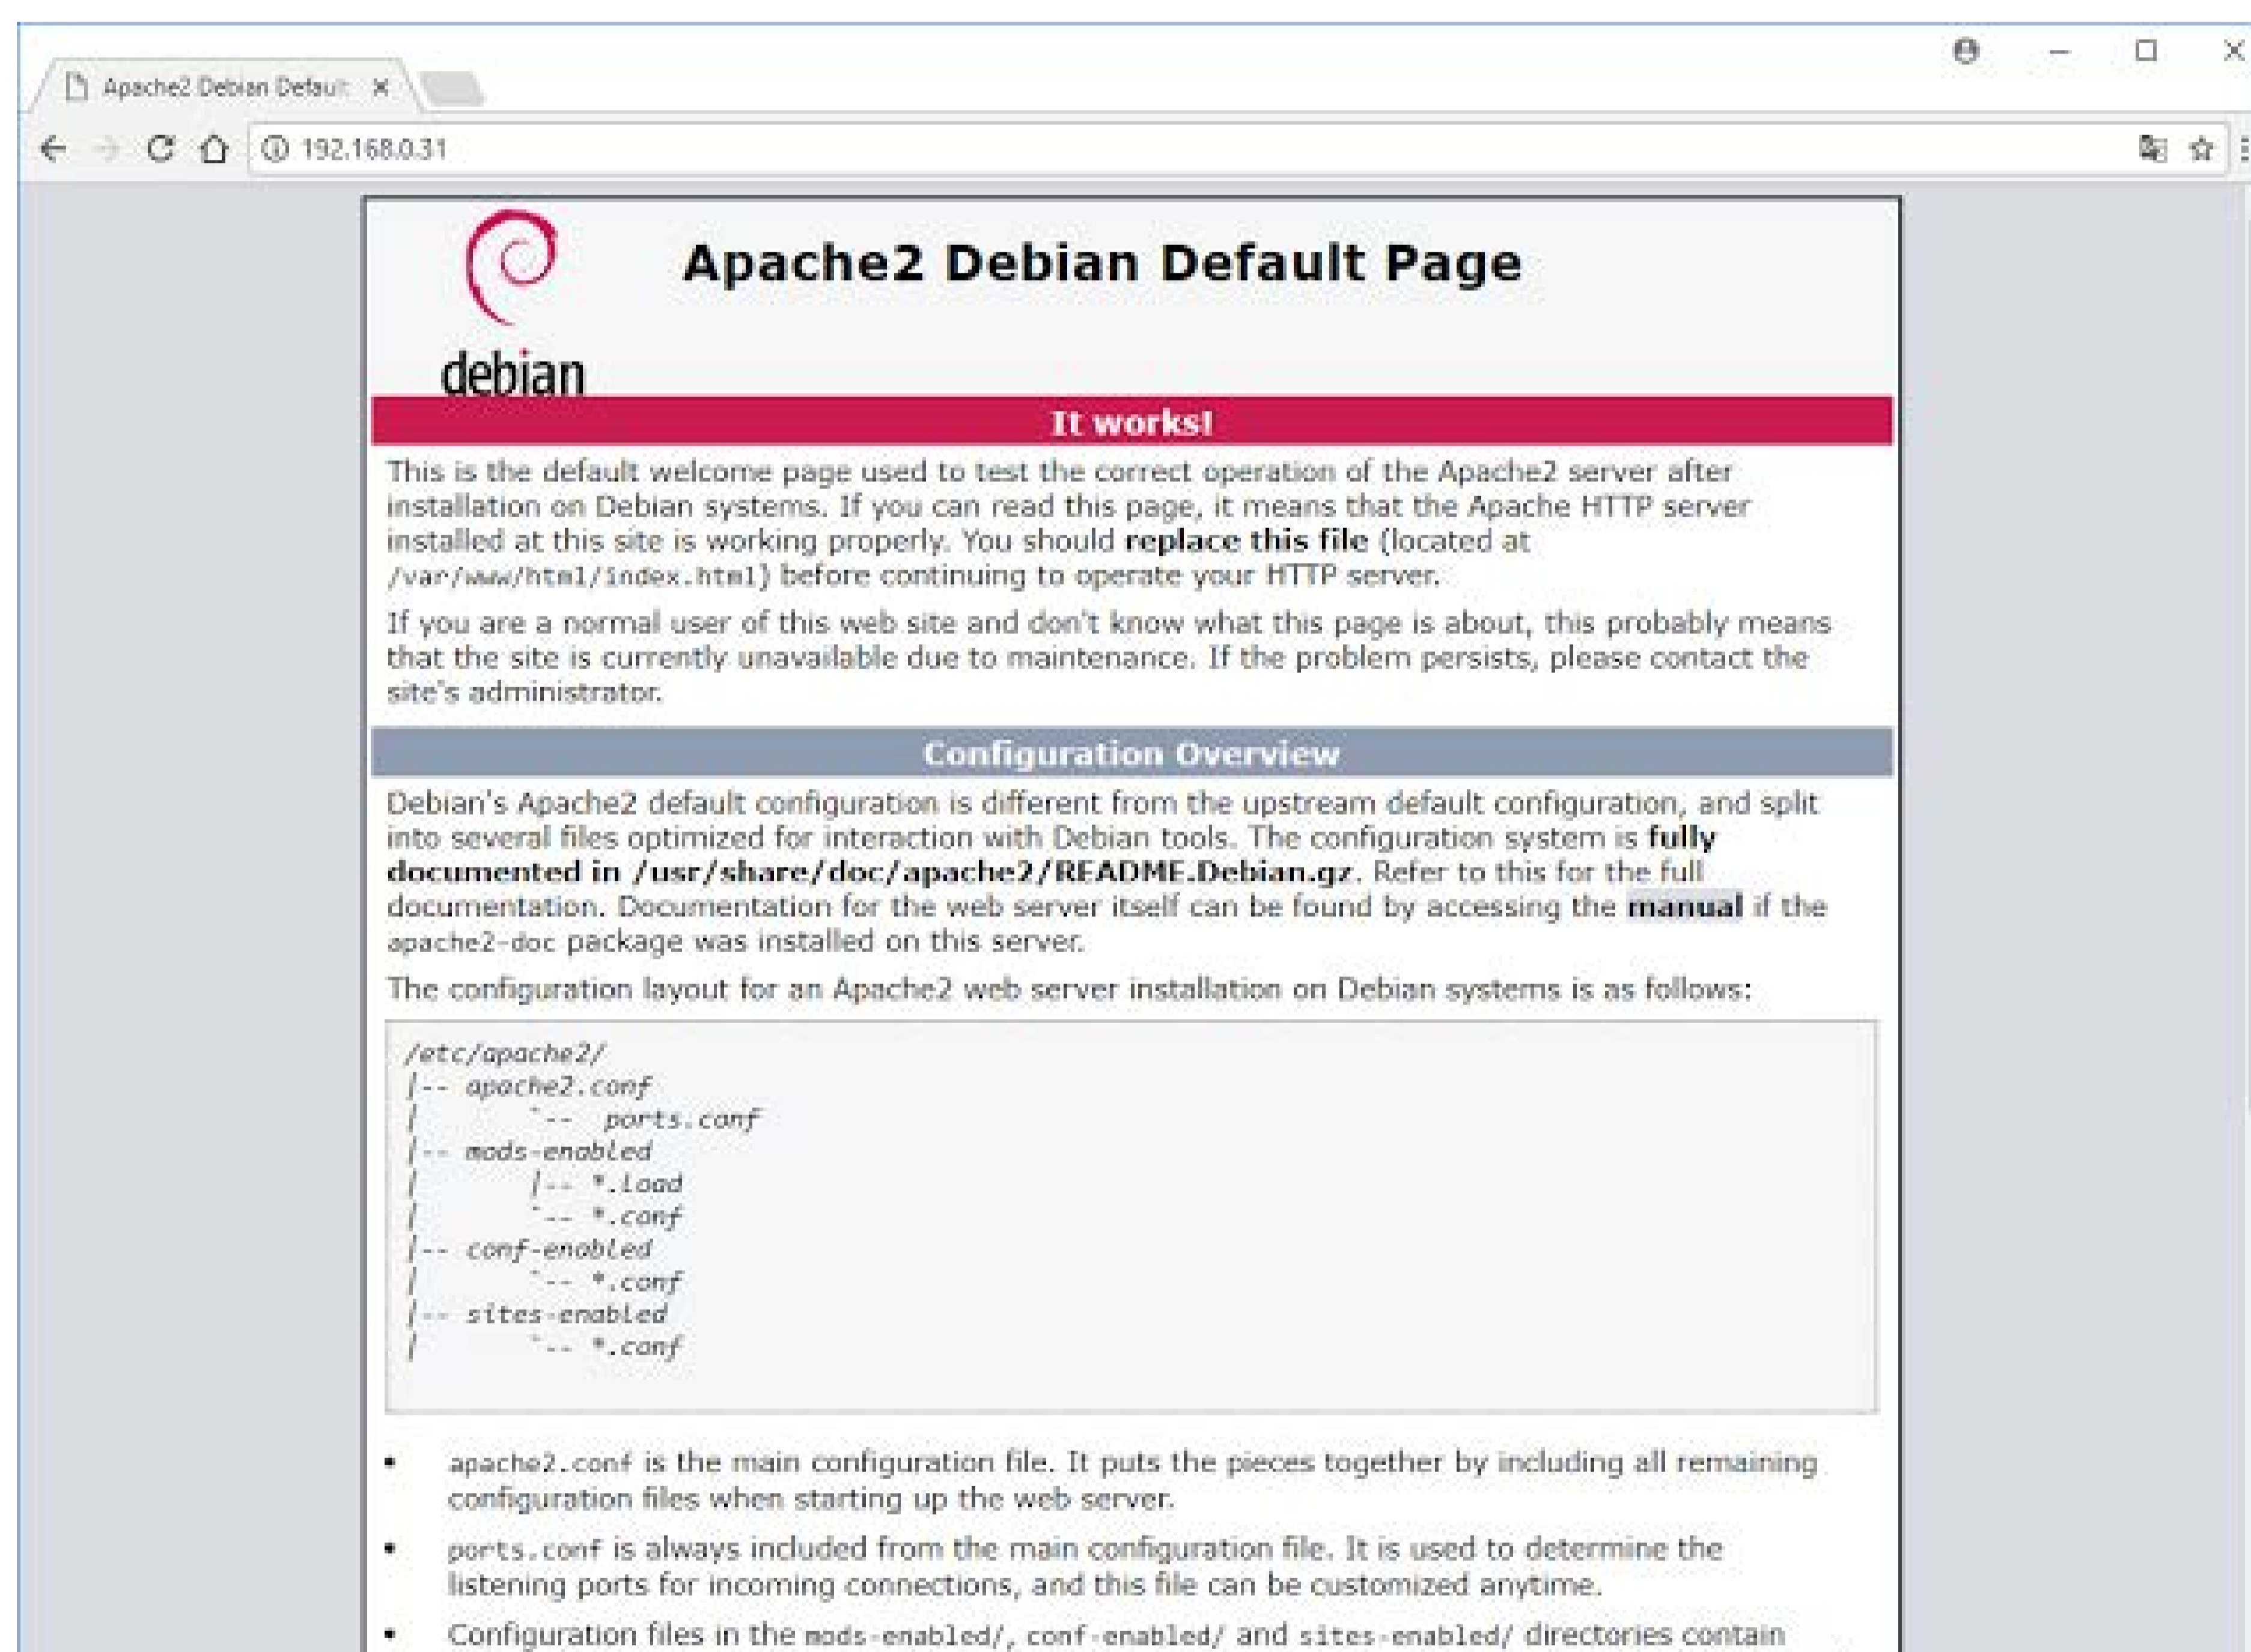 Apache2 Debian Default
192.168.0.31
debian
Apache2 Debian Default Page
It works!
This is the default welcome page used to test the correct operation of the Apache2 server after
installation on Debian systems. If you can read this page, it means that the Apache HTTP server
installed at this site is working properly. You should replace this file (located at
/var/www/html/index.html) before continuing to operate your HTTP server.
If you are a normal user of this web site and don't know what this page is about, this probably means
that the site is currently unavailable due to maintenance. If the problem persists, please contact the
site's administrator.
Configuration Overview
Debian's Apache2 default configuration is different from the upstream default configuration, and split
into several files optimized for interaction with Debian tools. The configuration system is fully
documented in /usr/share/doc/apache2/README.Debian.gz. Refer to this for the full
documentation. Documentation for the web server itself can be found by accessing the manual if the
apache2-doc package was installed on this server.
The configuration layout for an Apache2 web server installation on Debian systems is as follows:
/etc/apache2/
|-- apache2.conf
|       `--  ports.conf
|-- mods-enabled
|       |-- *.load
|       `-- *.conf
|-- conf-enabled
|       `-- *.conf
|-- sites-enabled
|       `-- *.conf
• apache2.conf is the main configuration file. It puts the pieces together by including all remaining
configuration files when starting up the web server.
• ports.conf is always included from the main configuration file. It is used to determine the
listening ports for incoming connections, and this file can be customized anytime.
• Configuration files in the mods-enabled/, conf-enabled/ and sites-enabled/ directories contain